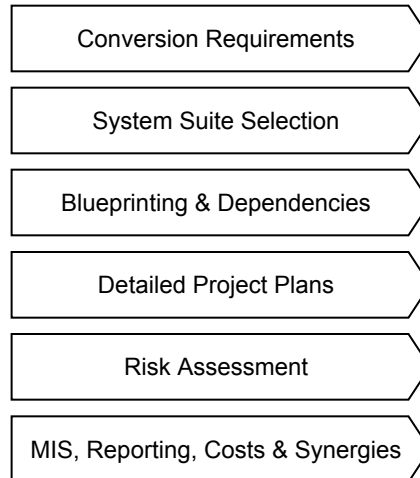 Conversion Requirements
System Suite Selection
Blueprinting & Dependencies
Detailed Project Plans
Risk Assessment
MIS, Reporting, Costs & Synergies